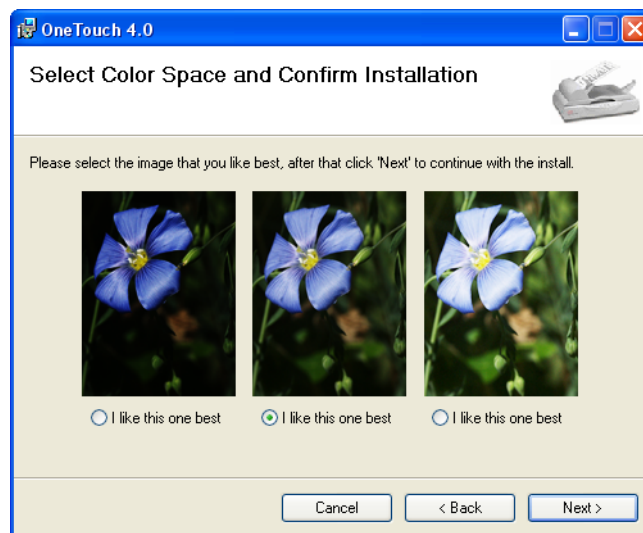 OneTouch 4.0
Select Color Space and Confirm Installation
Please select the image that you like best, after that click 'Next' to continue with the install.
I like this one best I like this one best I like this one best
Cancel < Back Next >